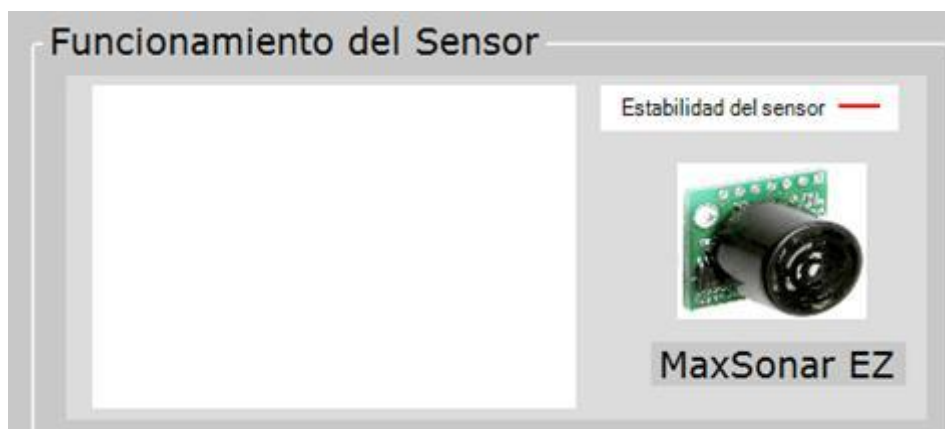 Funcionamiento del Sensor
Estabilidad del sensor
MaxSonar EZ